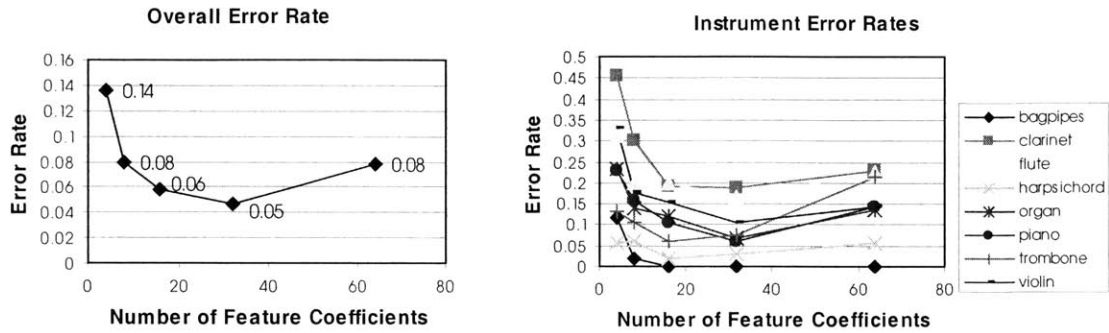 Overall Error Rate
Error Rate
0.16
0.14
0.12
0.1
0.08
0.06
0.04
0.02
0
0.14
0.08
0.06
0.05
0.08
0
20
40
60
80
Number of Feature Coefficients
Instrument Error Rates
Error Rate
0.5
0.45
0.4
0.35
0.3
0.25
0.2
0.15
0.1
0.05
0
0
20
40
60
80
Number of Feature Coefficients
bagpipes
clarinet
flute
harpsichord
organ
piano
trombone
violin